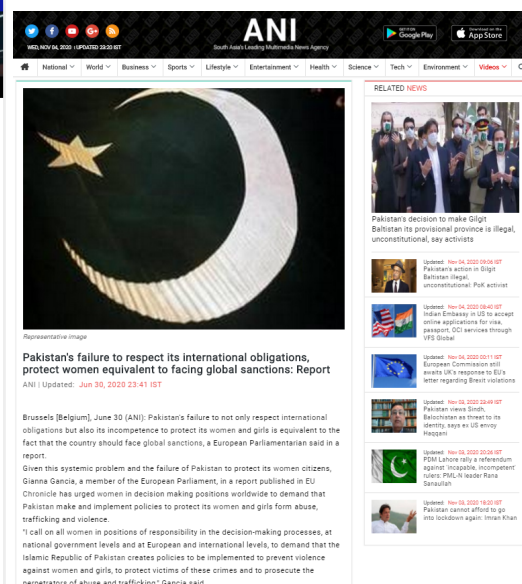 ANI
South Asia's Leading Multimedia News Agency
GET IT ON
Google Play
Download on the
App Store
WED, NOV 04, 2020 | UPDATED 23:20 IST
National World Business Sports Lifestyle Entertainment Health Science Tech Environment Videos
RELATED NEWS
Pakistan's decision to make Gilgit
Baltistan its provisional province is illegal,
unconstitutional, say activists
Updated: Nov 04, 2020 09:06 IST
Pakistan's action in Gilgit
Baltistan illegal,
unconstitutional: PoK activist
Updated: Nov 04, 2020 08:40 IST
Indian Embassy in US to accept
online applications for visa,
passport, OCI services through
VFS Global
Updated: Nov 04, 2020 03:11 IST
European Commission still
awaits UK's response to EU's
letter regarding Brexit violations
Updated: Nov 03, 2020 22:49 IST
Pakistan views Sindh,
Balochistan as threat to its
identity, says ex US envoy
Haqqani
Updated: Nov 03, 2020 20:26 IST
PDM Lahore rally a referendum
against 'incapable, incompetent'
rulers: PML-N leader Rana
Sanaullah
Updated: Nov 03, 2020 18:20 IST
Pakistan cannot afford to go
into lockdown again: Imran Khan
Representative image
Pakistan's failure to respect its international obligations,
protect women equivalent to facing global sanctions: Report
ANI | Updated: Jun 30, 2020 23:41 IST
Brussels [Belgium], June 30 (ANI): Pakistan's failure to not only respect international
obligations but also its incompetence to protect its women and girls is equivalent to the
fact that the country should face global sanctions, a European Parliamentarian said in a
report.
Given this systemic problem and the failure of Pakistan to protect its women citizens,
Gianna Gancia, a member of the European Parliament, in a report published in EU
Chronicle has urged women in decision making positions worldwide to demand that
Pakistan make and implement policies to protect its women and girls form abuse,
trafficking and violence.
"I call on all women in positions of responsibility in the decision-making processes, at
national government levels and at European and international levels, to demand that the
Islamic Republic of Pakistan creates policies to be implemented to prevent violence
against women and girls, to protect victims of these crimes and to prosecute the
perpetrators of abuse and trafficking," Gancia said.